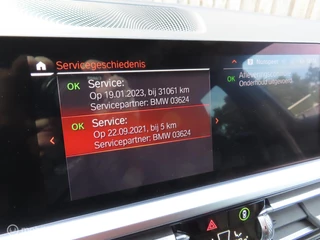 Servicegeschiedenis
OK Service:
Op 19.01.2023, bij 31061 km
Servicepartner: BMW 03624
OK Service:
Op 22.09.2021, bij 5 km
Servicepartner: BMW 03624
OK